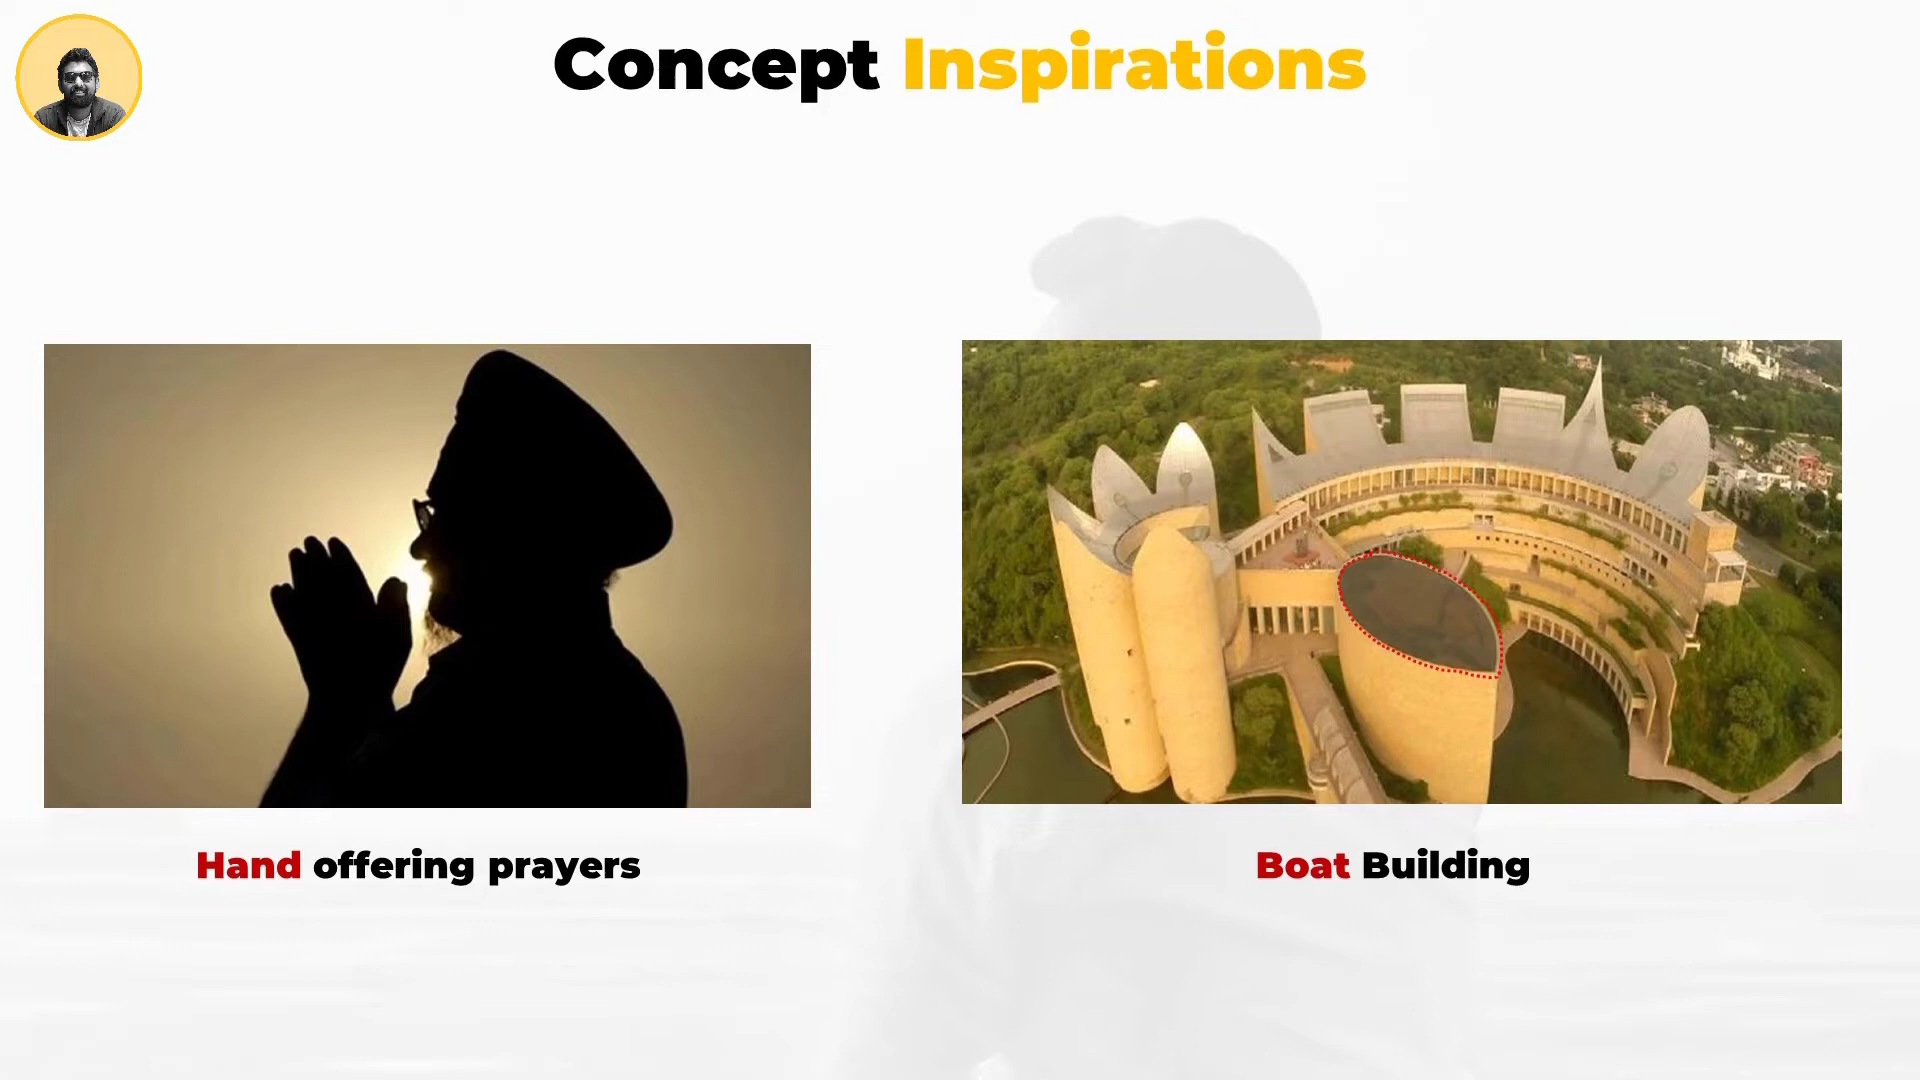 Concept Inspirations
Hand offering prayers
Boat Building